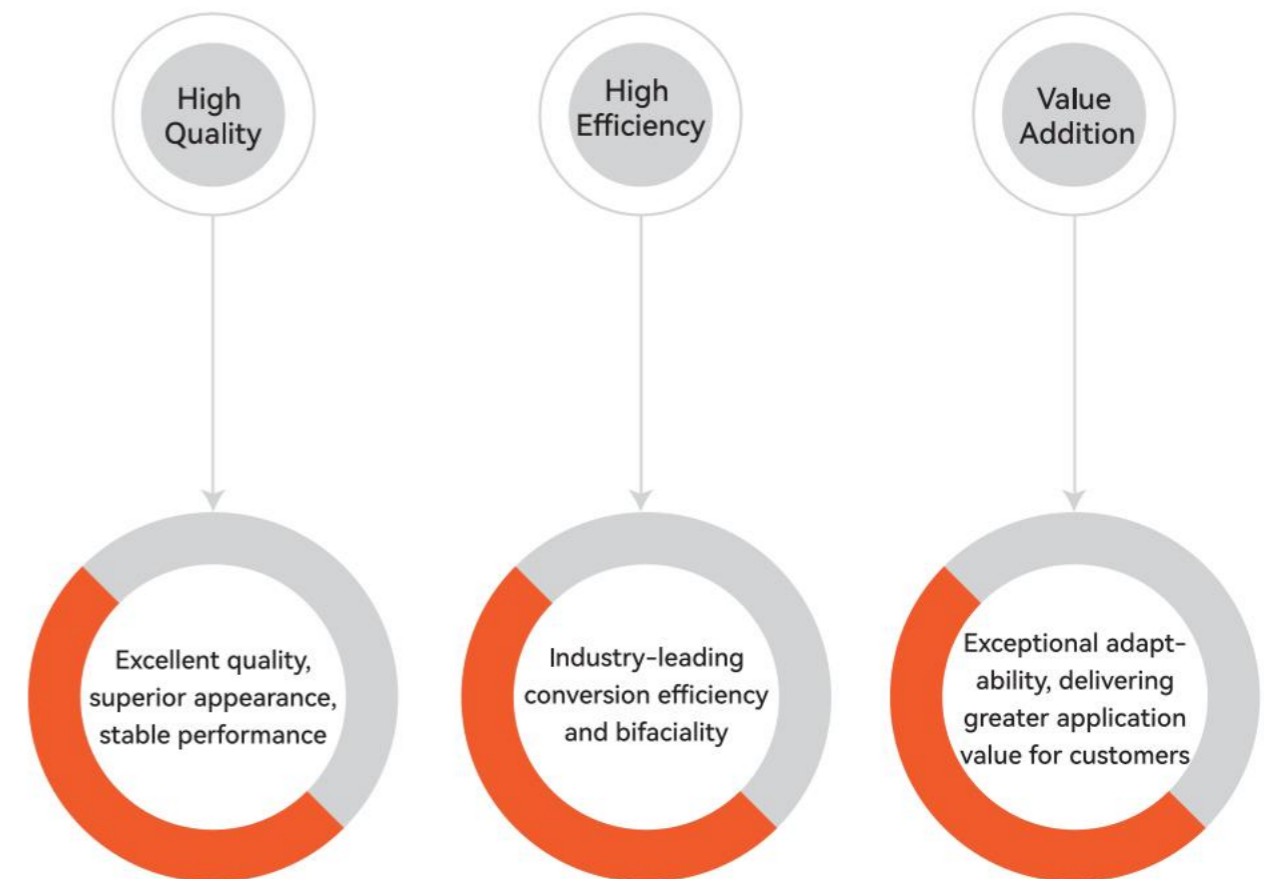 High
Quality
High
Efficiency
Value
Addition
Excellent quality,
superior appearance,
stable performance
Industry-leading
conversion efficiency
and bifaciality
Exceptional adapt-
ability, delivering
greater application
value for customers